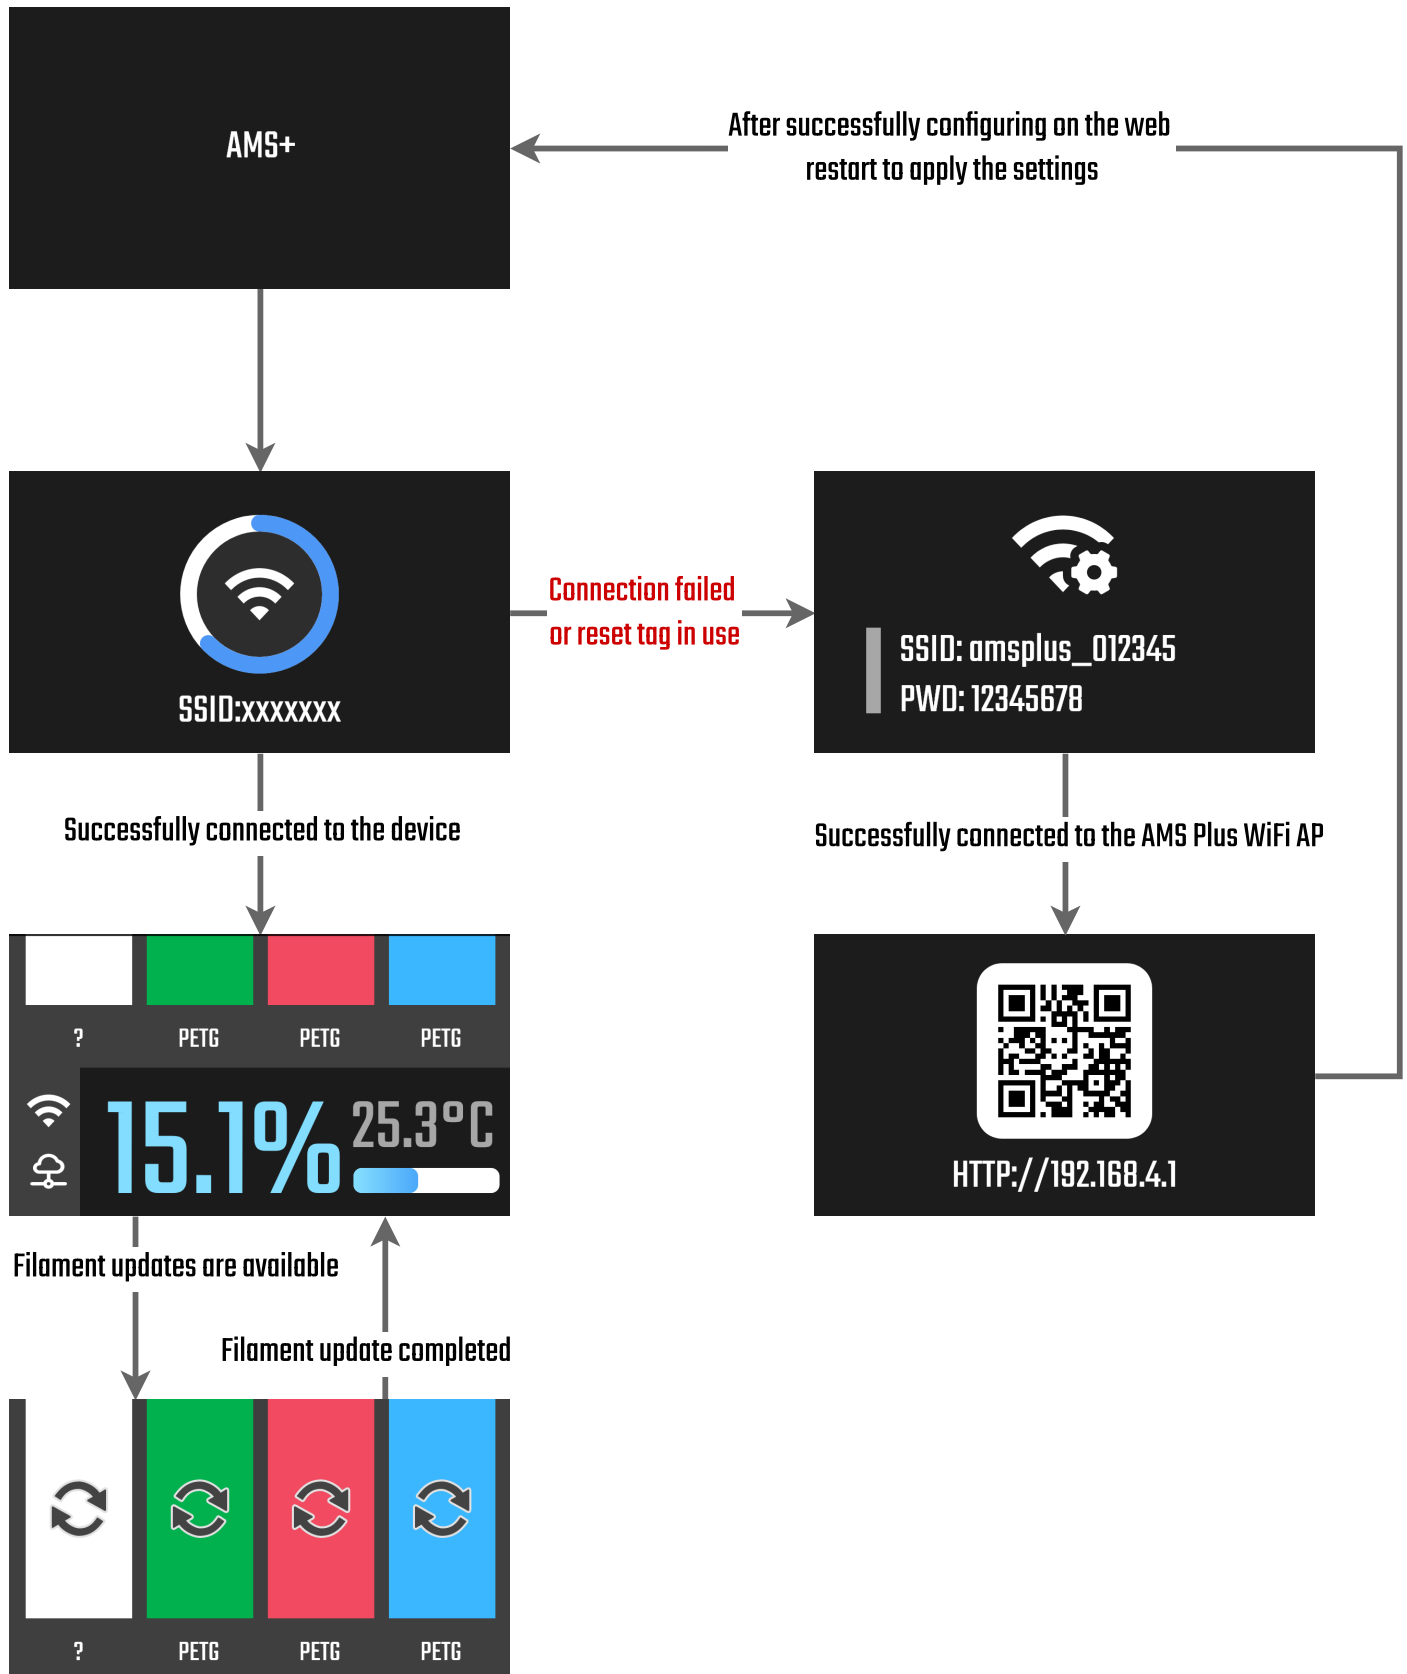 AMS+
After successfully configuring on the web
restart to apply the settings
SSID:xxxxxxx
Connection failed
or reset tag in use
SSID: amsplus_012345
PWD: 12345678
Successfully connected to the device
Successfully connected to the AMS Plus WiFi AP
? PETG PETG PETG
15.1% 25.3°C
HTTP://192.168.4.1
Filament updates are available
Filament update completed
? PETG PETG PETG